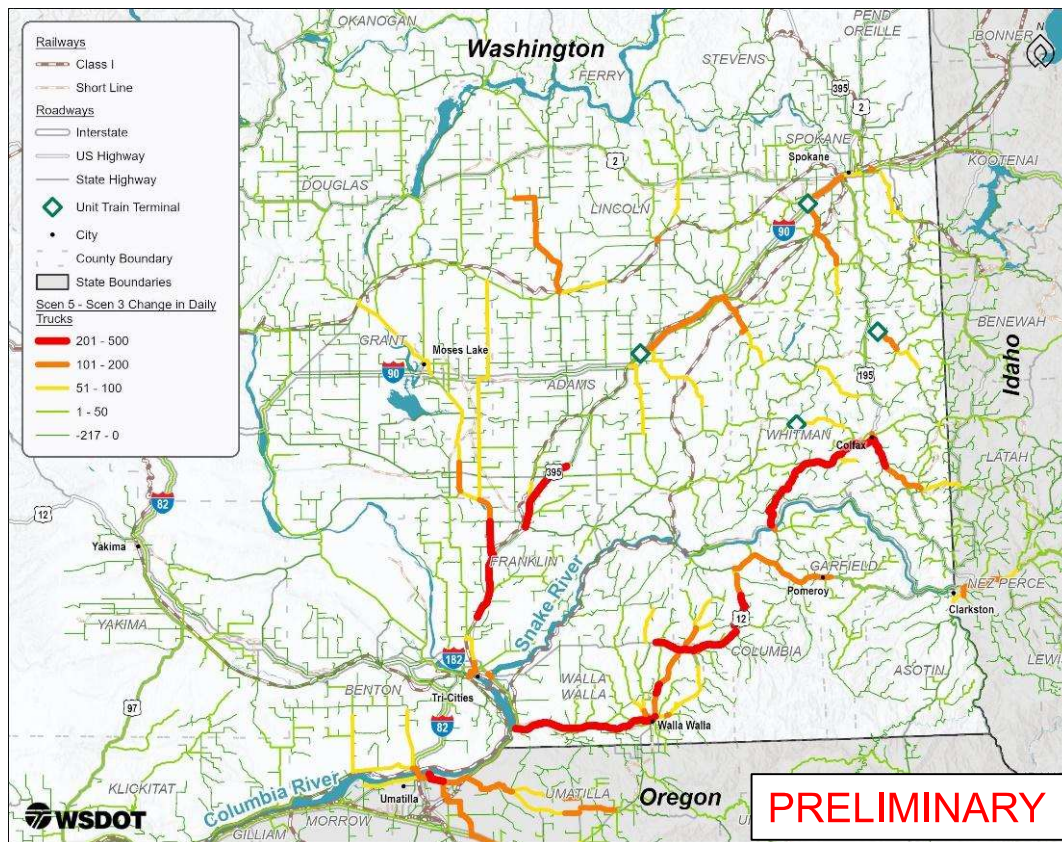 Railways
Class I
Short Line
Roadways
Interstate
US Highway
State Highway
Unit Train Terminal
City
County Boundary
State Boundaries
Scen 5 - Scen 3 Change in Daily
Trucks
201 - 500
101 - 200
51 - 100
1 - 50
-217 - 0
OKANOGAN
Washington
FERRY
STEVENS
PEND
OREILLE
BONNER
N
395
2
SPOKANE
Spokane
KOOTENAI
2
DOUGLAS
LINCOLN
90
BENEWAH
GRANT
Moses Lake
90
ADAMS
195
Idaho
WHITMAN
Colfax
LATAH
395
82
12
Yakima
FRANKLIN
Snake River
GARFIELD
Pomeroy
NEZ PERCE
Clarkston
YAKIMA
12
COLUMBIA
182
WALLA
WALLA
ASOTIN
LEWI
BENTON
Tri-Cities
97
82
Walla Walla
KLICKITAT
Columbia River
Umatilla
UMATILLA
Oregon
WSDOT
MORROW
GILLIAM
PRELIMINARY